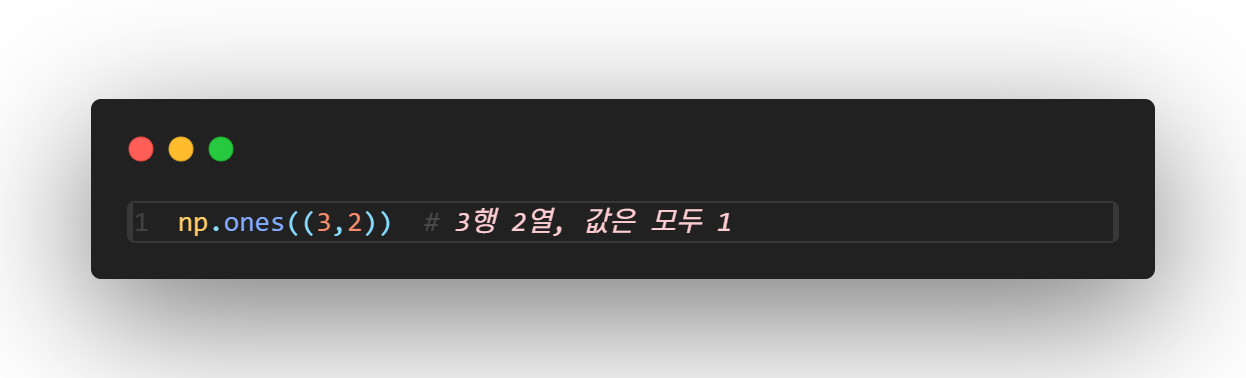 1 np.ones((3,2)) # 3행 2열, 값은 모두 1